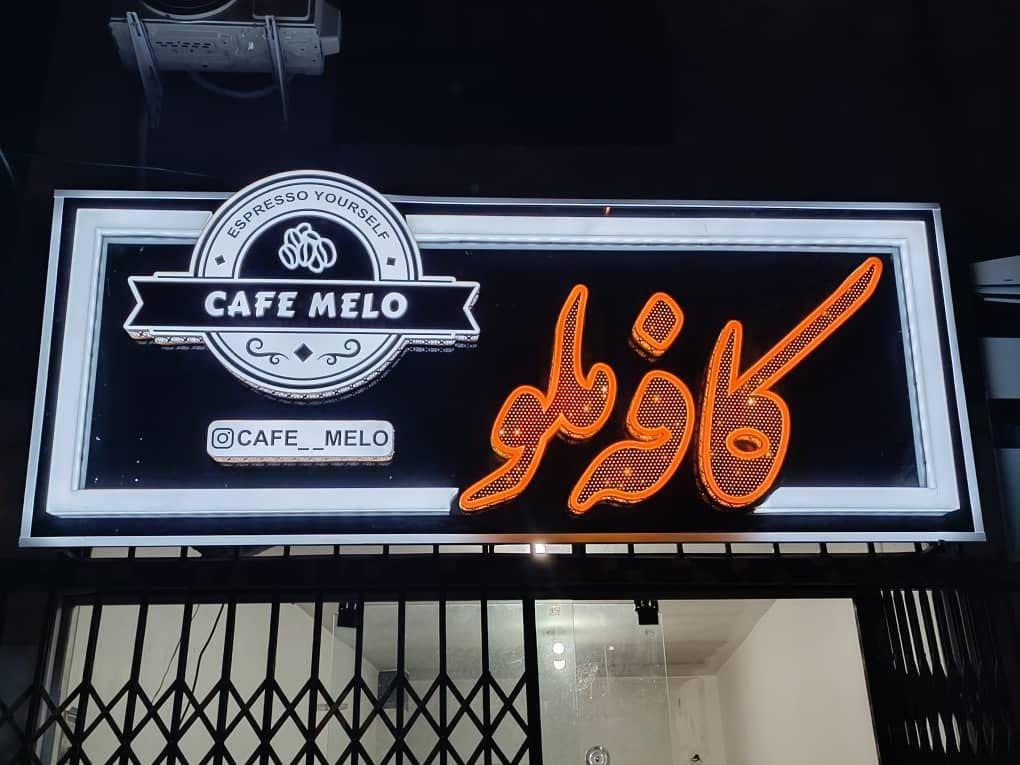 ESPRESSO YOURSELF
CAFE MELO
CAFE__MELO
کافه ملو